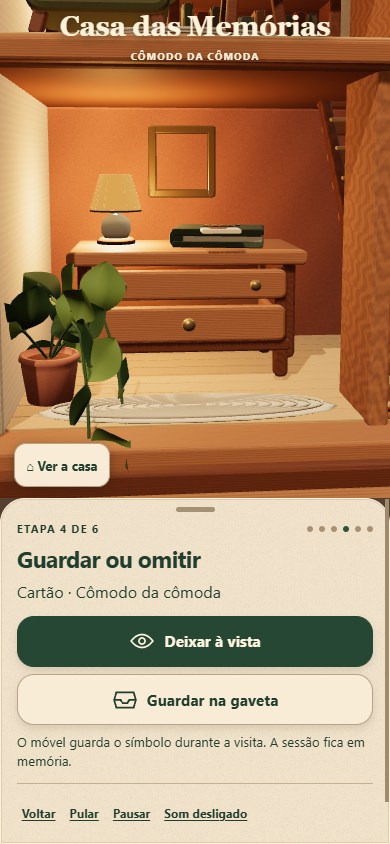 Casa das Memórias
CÔMODO DA CÔMODA
⌂ Ver a casa
ETAPA 4 DE 6
Guardar ou omitir
Cartão · Cômodo da cômoda
Deixar à vista
Guardar na gaveta
O móvel guarda o símbolo durante a visita. A sessão fica em
memória.
Voltar Pular Pausar Som desligado